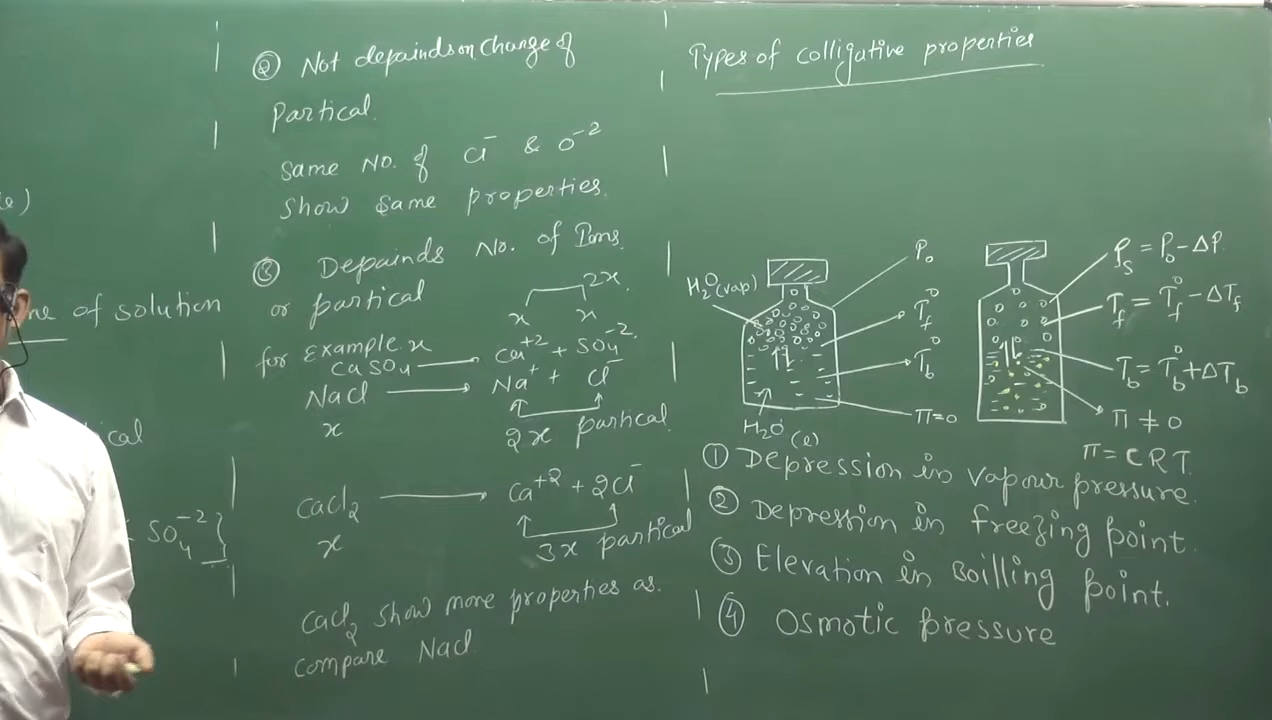 e)
ne of solution
ical
SO₄⁻²}
② Not depainds on Change of
Partical.
Same No. of Cl⁻ & O⁻²
Show Same properties.
③ Depainds No. of Ions.
or partical
2x
x x
for Example. x
CaSO₄ → Ca⁺² + SO₄⁻²
NaCl → Na⁺ + Cl⁻
x
2x partical
CaCl₂ → Ca⁺² + 2Cl⁻
x
3x partical
CaCl₂ Show more properties as.
Compare NaCl
Types of colligative properties
H₂O (vap)
P₀
T°f
T°b
π=0
H₂O (l)
Ps = P₀ - ΔP.
Tf = T°f - ΔTf
Tb = T°b + ΔTb
π ≠ 0
π = CRT.
① Depression in vapour pressure.
② Depression in freezing point.
③ Elevation in Boilling point.
④ Osmotic pressure